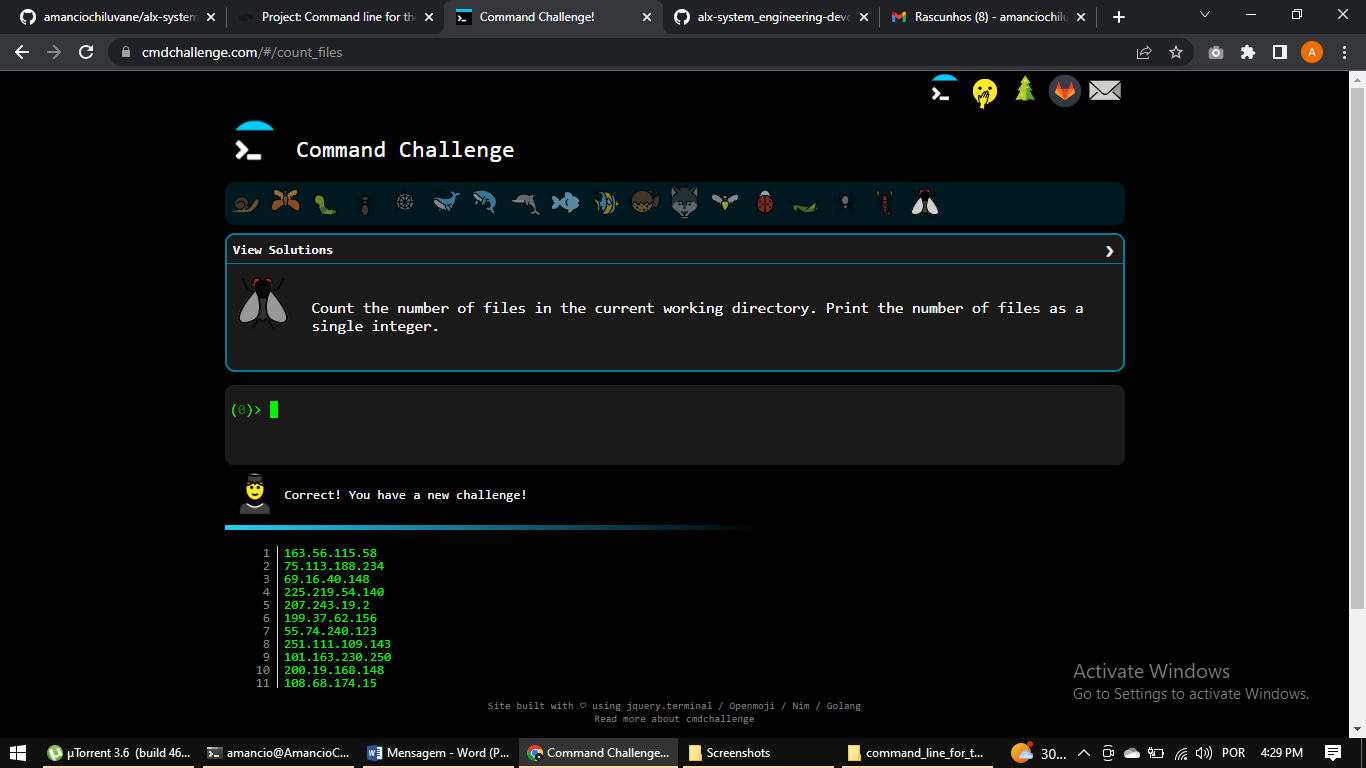 amanciochiluvane/alx-system
Project: Command line for the
Command Challenge!
alx-system_engineering-devo
Rascunhos (8) - amanciochilu
cmdchallenge.com/#/count_files
A
Command Challenge
View Solutions
Count the number of files in the current working directory. Print the number of files as a
single integer.
(0)>
Correct! You have a new challenge!
1 163.56.115.58
2 75.113.188.234
3 69.16.40.148
4 225.219.54.140
5 207.243.19.2
6 199.37.62.156
7 55.74.240.123
8 251.111.109.143
9 101.163.230.250
10 200.19.168.148
11 108.68.174.15
Activate Windows
Go to Settings to activate Windows.
Site built with ♡ using jquery.terminal / Openmoji / Nim / Golang
Read more about cmdchallenge
µTorrent 3.6 (build 46...
amancio@AmancioC...
Mensagem - Word (P...
Command Challenge...
Screenshots
command_line_for_t...
30...
POR
4:29 PM